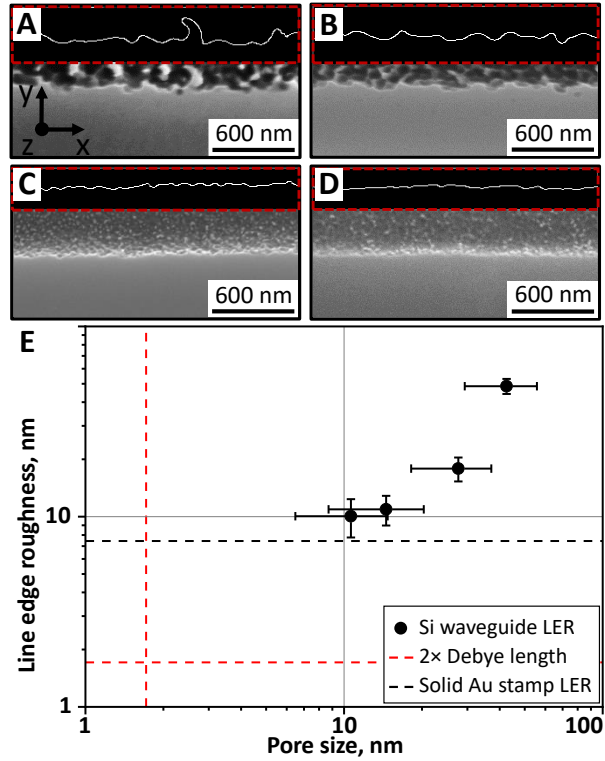 A
y
z
x
600 nm
B
600 nm
C
600 nm
D
600 nm
E
Line edge roughness, nm
10
1
Si waveguide LER
2× Debye length
Solid Au stamp LER
1
10
100
Pore size, nm